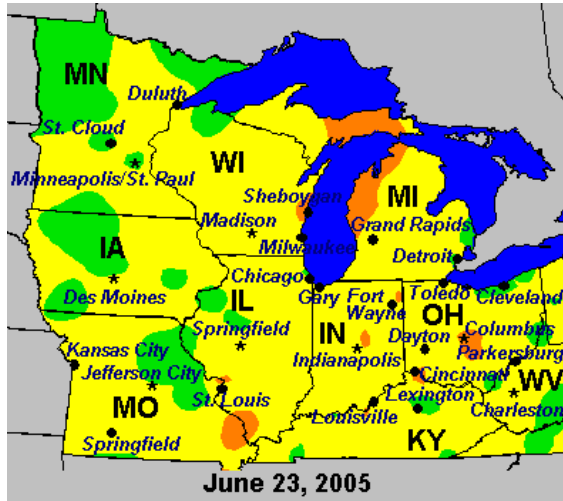 MN
Duluth
St. Cloud
Minneapolis/St. Paul
WI
Sheboygan
MI
Madison
Grand Rapids
Milwaukee
Detroit
IA
Chicago
Des Moines
Gary
Fort
Wayne
Toledo
Cleveland
IL
Springfield
IN
OH
Columbus
Dayton
Kansas City
Indianapolis
Parkersburg
Jefferson City
Cincinnati
WV
MO
St. Louis
Lexington
Louisville
Charleston
Springfield
KY
June 23, 2005